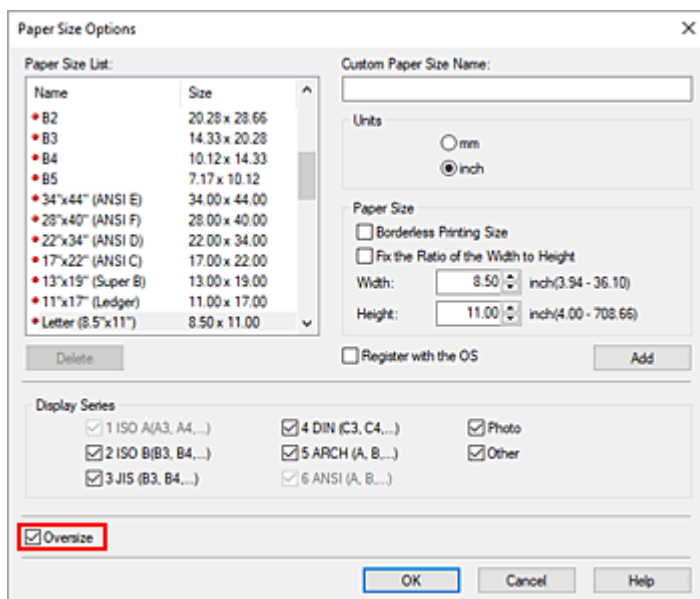 Paper Size Options
Paper Size List:
Name Size
B2 20.28 x 28.66
B3 14.33 x 20.28
B4 10.12 x 14.33
B5 7.17 x 10.12
34"x44" (ANSI E) 34.00 x 44.00
28"x40" (ANSI F) 28.00 x 40.00
22"x34" (ANSI D) 22.00 x 34.00
17"x22" (ANSI C) 17.00 x 22.00
13"x19" (Super B) 13.00 x 19.00
11"x17" (Ledger) 11.00 x 17.00
Letter (8.5"x11") 8.50 x 11.00
Delete
Custom Paper Size Name:
Units
mm
inch
Paper Size
Borderless Printing Size
Fix the Ratio of the Width to Height
Width: 8.50 inch(3.94 - 36.10)
Height: 11.00 inch(4.00 - 708.66)
Register with the OS Add
Display Series
1 ISO A(A3, A4,...) 4 DIN (C3, C4,...) Photo
2 ISO B(B3, B4,...) 5 ARCH (A, B,...) Other
3 JIS (B3, B4,...) 6 ANSI (A, B,...)
Oversize
OK Cancel Help